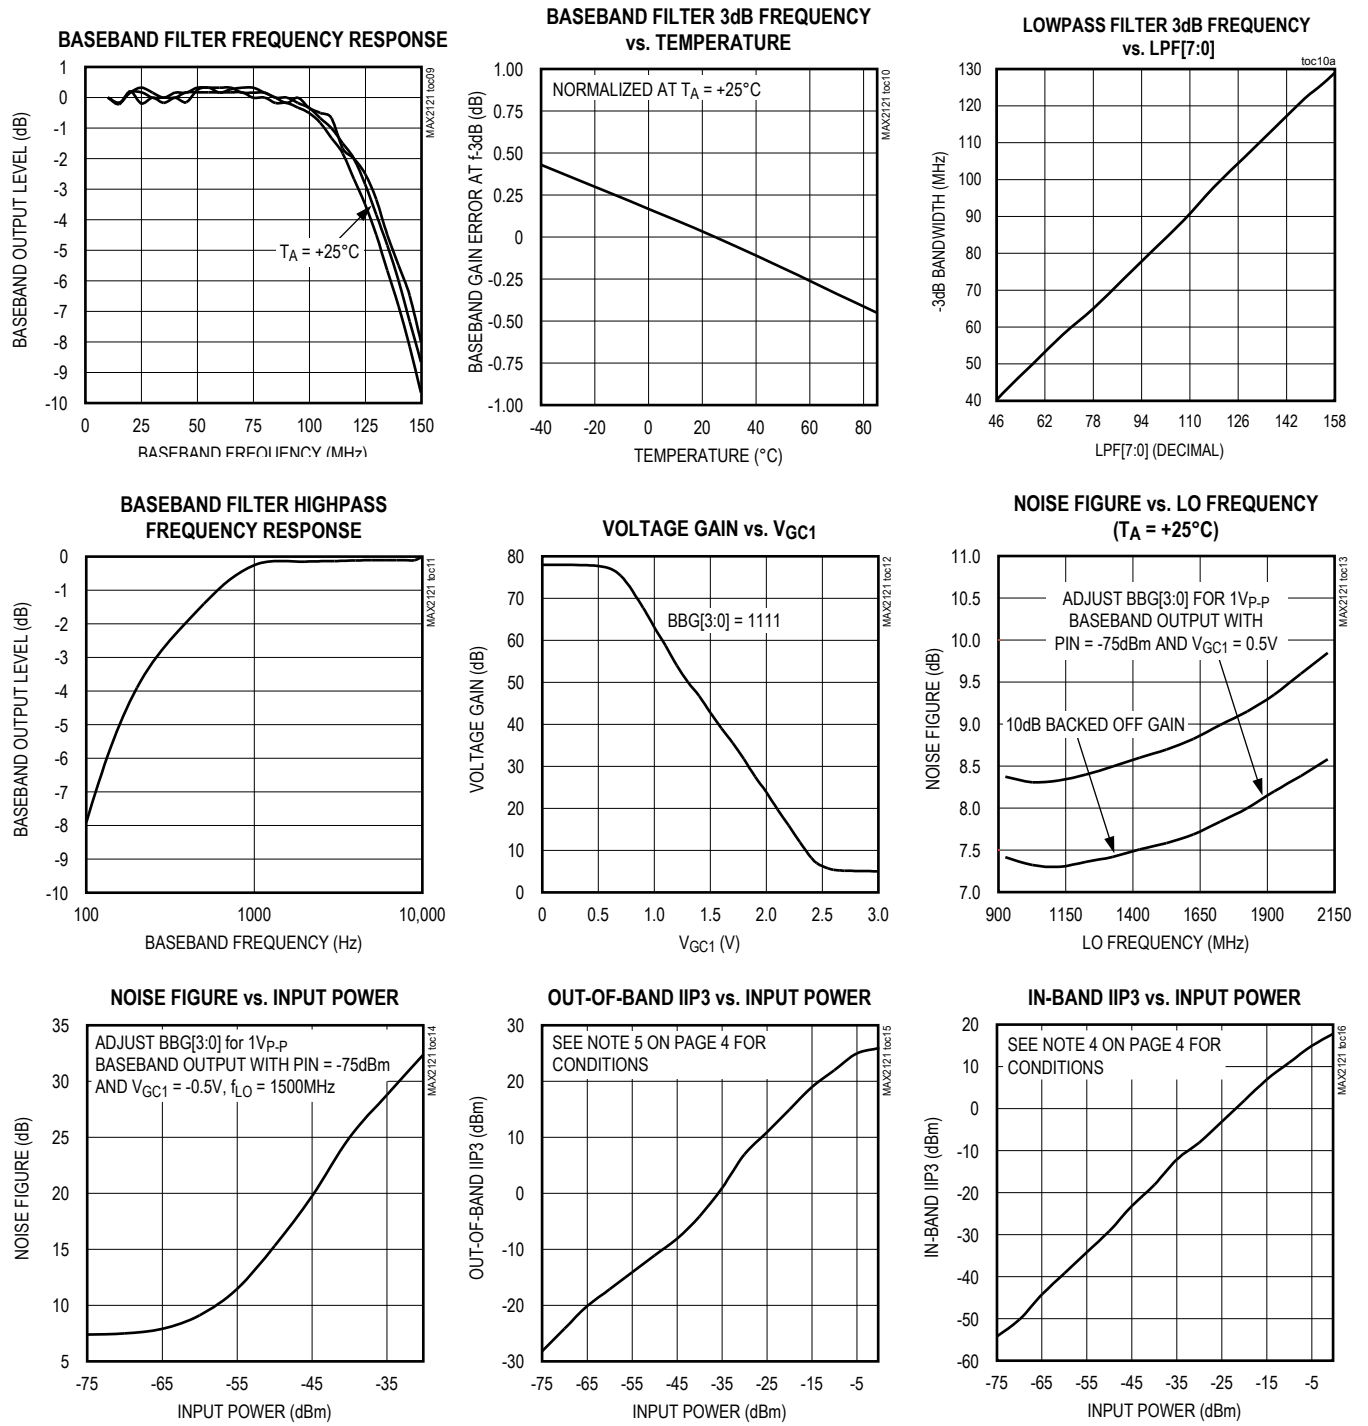 BASEBAND FILTER FREQUENCY RESPONSE
MAX2121 toc09
1
0
-1
-2
-3
-4
-5
-6
-7
-8
-9
-10
BASEBAND OUTPUT LEVEL (dB)
TA = +25°C
0 25 50 75 100 125 150
BASEBAND FREQUENCY (MHz)
BASEBAND FILTER 3dB FREQUENCY
vs. TEMPERATURE
MAX2121 toc10
NORMALIZED AT TA = +25°C
1.00
0.75
0.50
0.25
0
-0.25
-0.50
-0.75
-1.00
BASEBAND GAIN ERROR AT f-3dB (dB)
-40 -20 0 20 40 60 80
TEMPERATURE (°C)
LOWPASS FILTER 3dB FREQUENCY
vs. LPF[7:0]
toc10a
130
120
110
100
90
80
70
60
50
40
-3dB BANDWIDTH (MHz)
46 62 78 94 110 126 142 158
LPF[7:0] (DECIMAL)
BASEBAND FILTER HIGHPASS
FREQUENCY RESPONSE
MAX2121 toc11
0
-1
-2
-3
-4
-5
-6
-7
-8
-9
-10
BASEBAND OUTPUT LEVEL (dB)
100 1000 10,000
BASEBAND FREQUENCY (Hz)
VOLTAGE GAIN vs. VGC1
MAX2121 toc12
BBG[3:0] = 1111
80
70
60
50
40
30
20
10
0
VOLTAGE GAIN (dB)
0 0.5 1.0 1.5 2.0 2.5 3.0
VGC1 (V)
NOISE FIGURE vs. LO FREQUENCY
(TA = +25°C)
MAX2121 toc13
ADJUST BBG[3:0] FOR 1VP-P
BASEBAND OUTPUT WITH
PIN = -75dBm AND VGC1 = 0.5V
10dB BACKED OFF GAIN
11.0
10.5
10.0
9.5
9.0
8.5
8.0
7.5
7.0
NOISE FIGURE (dB)
900 1150 1400 1650 1900 2150
LO FREQUENCY (MHz)
NOISE FIGURE vs. INPUT POWER
MAX2121 toc14
ADJUST BBG[3:0] for 1VP-P
BASEBAND OUTPUT WITH PIN = -75dBm
AND VGC1 = -0.5V, fLO = 1500MHz
35
30
25
20
15
10
5
NOISE FIGURE (dB)
-75 -65 -55 -45 -35
INPUT POWER (dBm)
OUT-OF-BAND IIP3 vs. INPUT POWER
MAX2121 toc15
SEE NOTE 5 ON PAGE 4 FOR
CONDITIONS
30
20
10
0
-10
-20
-30
OUT-OF-BAND IIP3 (dBm)
-75 -65 -55 -45 -35 -25 -15 -5
INPUT POWER (dBm)
IN-BAND IIP3 vs. INPUT POWER
MAX2121 toc16
SEE NOTE 4 ON PAGE 4 FOR
CONDITIONS
20
10
0
-10
-20
-30
-40
-50
-60
IN-BAND IIP3 (dBm)
-75 -65 -55 -45 -35 -25 -15 -5
INPUT POWER (dBm)